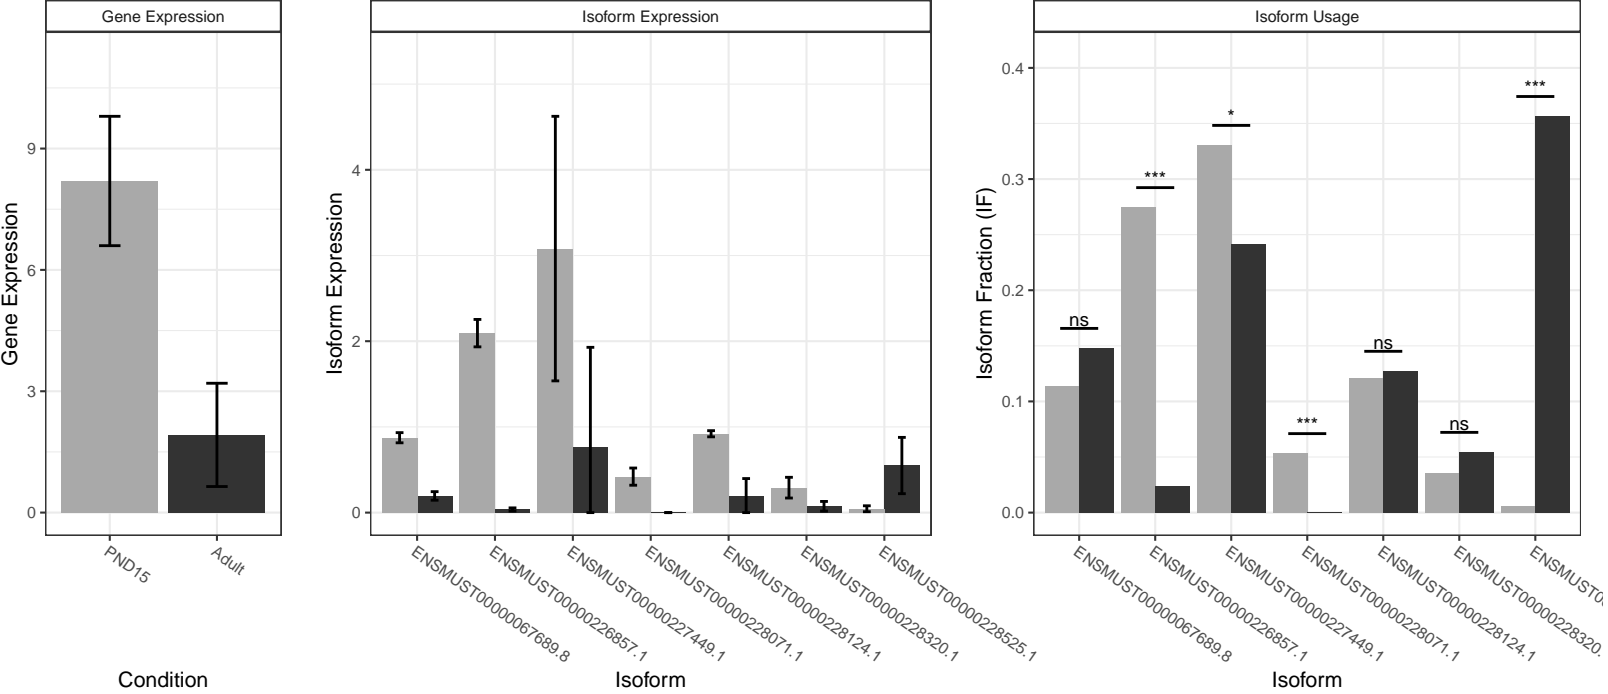 Gene Expression
Isoform Expression
Isoform Usage
Gene Expression
9
6
3
0
PND15
Adult
Condition
Isoform Expression
4
2
0
ENSMUST00000067689.8
ENSMUST00000226857.1
ENSMUST00000227449.1
ENSMUST00000228071.1
ENSMUST00000228124.1
ENSMUST00000228320.1
ENSMUST00000228525.1
Isoform
Isoform Fraction (IF)
0.4
0.3
0.2
0.1
0.0
ns
***
*
***
ns
ns
***
ENSMUST00000067689.8
ENSMUST00000226857.1
ENSMUST00000227449.1
ENSMUST00000228071.1
ENSMUST00000228124.1
ENSMUST00000228320.
Isoform